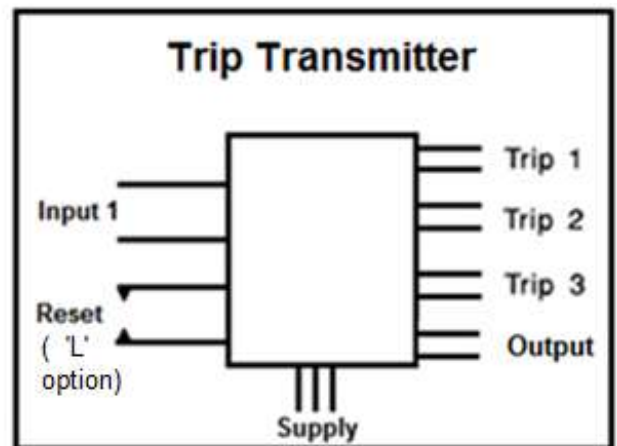 Trip Transmitter
Input 1
Reset
( 'L'
option)
Trip 1
Trip 2
Trip 3
Output
Supply